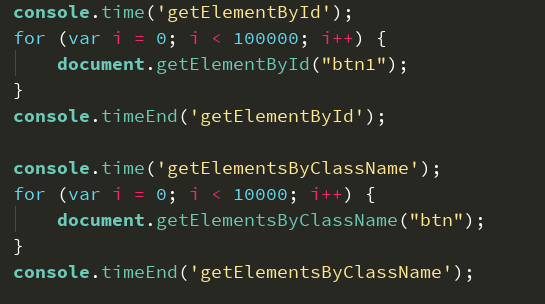 console.time('getElementById');
for (var i = 0; i < 100000; i++) {
    document.getElementById("btn1");
}
console.timeEnd('getElementById');

console.time('getElementsByClassName');
for (var i = 0; i < 10000; i++) {
    document.getElementsByClassName("btn");
}
console.timeEnd('getElementsByClassName');